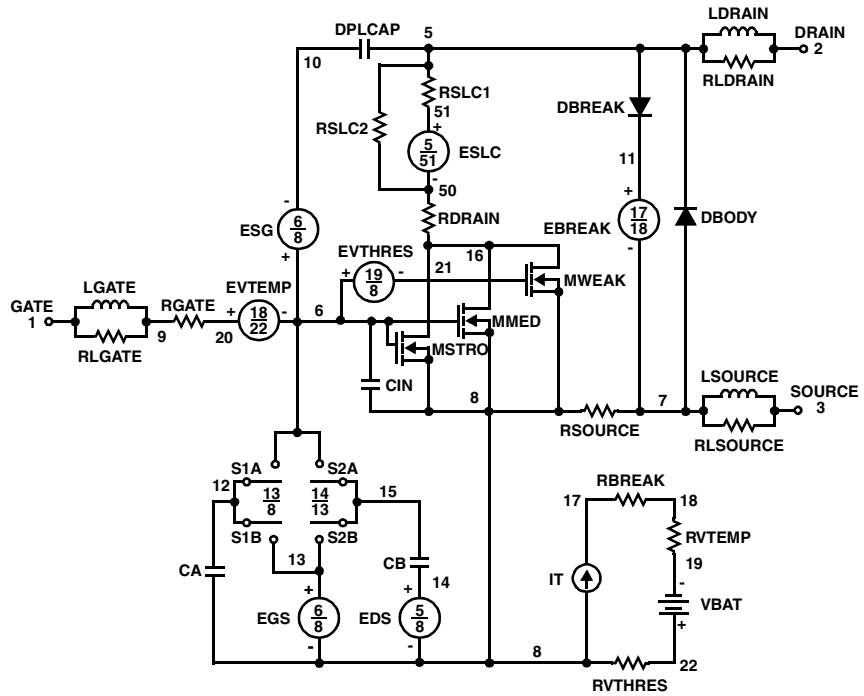 LDRAIN
DPLCAP
5
DRAIN
2
10
RLDRAIN
RSLC1
51
DBREAK
RSLC2
+
5
51
ESLC
-
50
11
-
6
8
ESG
+
RDRAIN
+
17
18
EBREAK
-
DBODY
EVTHRES
16
+
19
8
-
21
MWEAK
LGATE
EVTEMP
GATE
1
RGATE
+
18
22
-
6
MMED
9
20
RLGATE
MSTRO
CIN
8
7
LSOURCE
SOURCE
3
RSOURCE
RLSOURCE
S1A
S2A
12
13
8
14
13
15
S1B
S2B
13
RBREAK
17
18
RVTEMP
CA
CB
14
IT
19
-
VBAT
+
+
EGS
6
8
-
+
EDS
5
8
-
8
22
RVTHRES